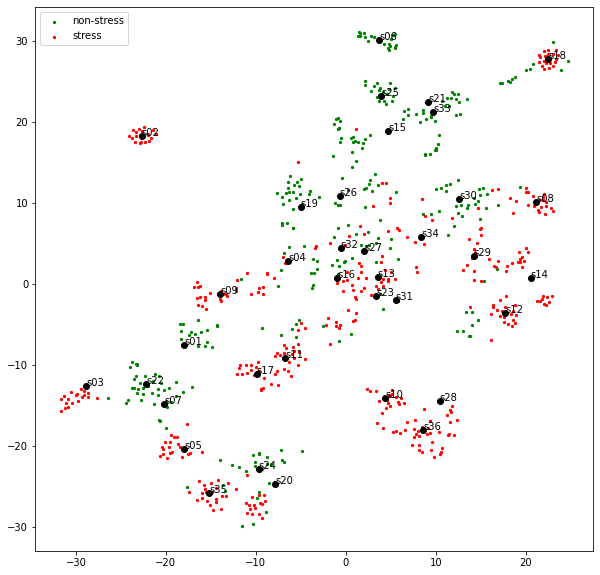 non-stress
stress
30
20
10
0
−10
−20
−30
−30
−20
−10
0
10
20
s06
s18
s25
s21
s33
s15
s02
s26
s30
s08
s19
s34
s32
s27
s29
s04
s16
s13
s14
s09
s23
s31
s12
s01
s11
s17
s03
s22
s07
s10
s28
s36
s05
s24
s20
s35